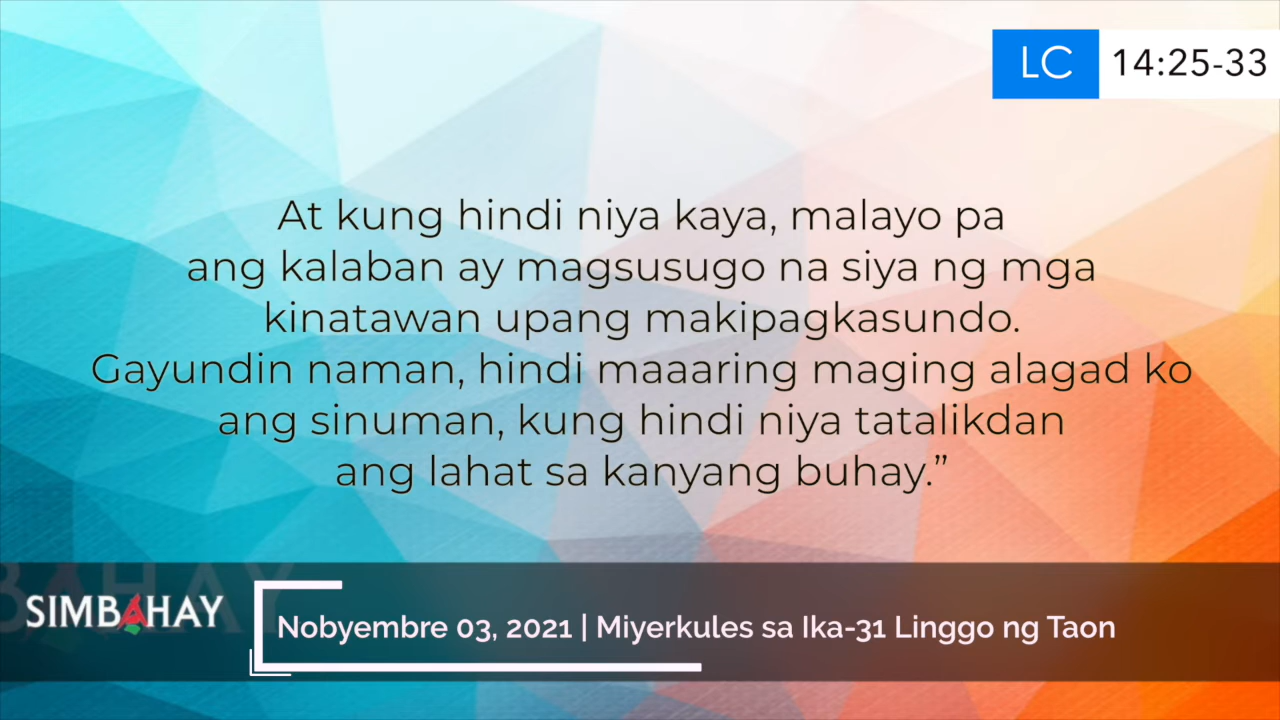 LC 14:25-33
At kung hindi niya kaya, malayo pa
ang kalaban ay magsusugo na siya ng mga
kinatawan upang makipagkasundo.
Gayundin naman, hindi maaaring maging alagad ko
ang sinuman, kung hindi niya tatalikdan
ang lahat sa kanyang buhay.”
SIMBAHAY
Nobyembre 03, 2021 | Miyerkules sa Ika-31 Linggo ng Taon